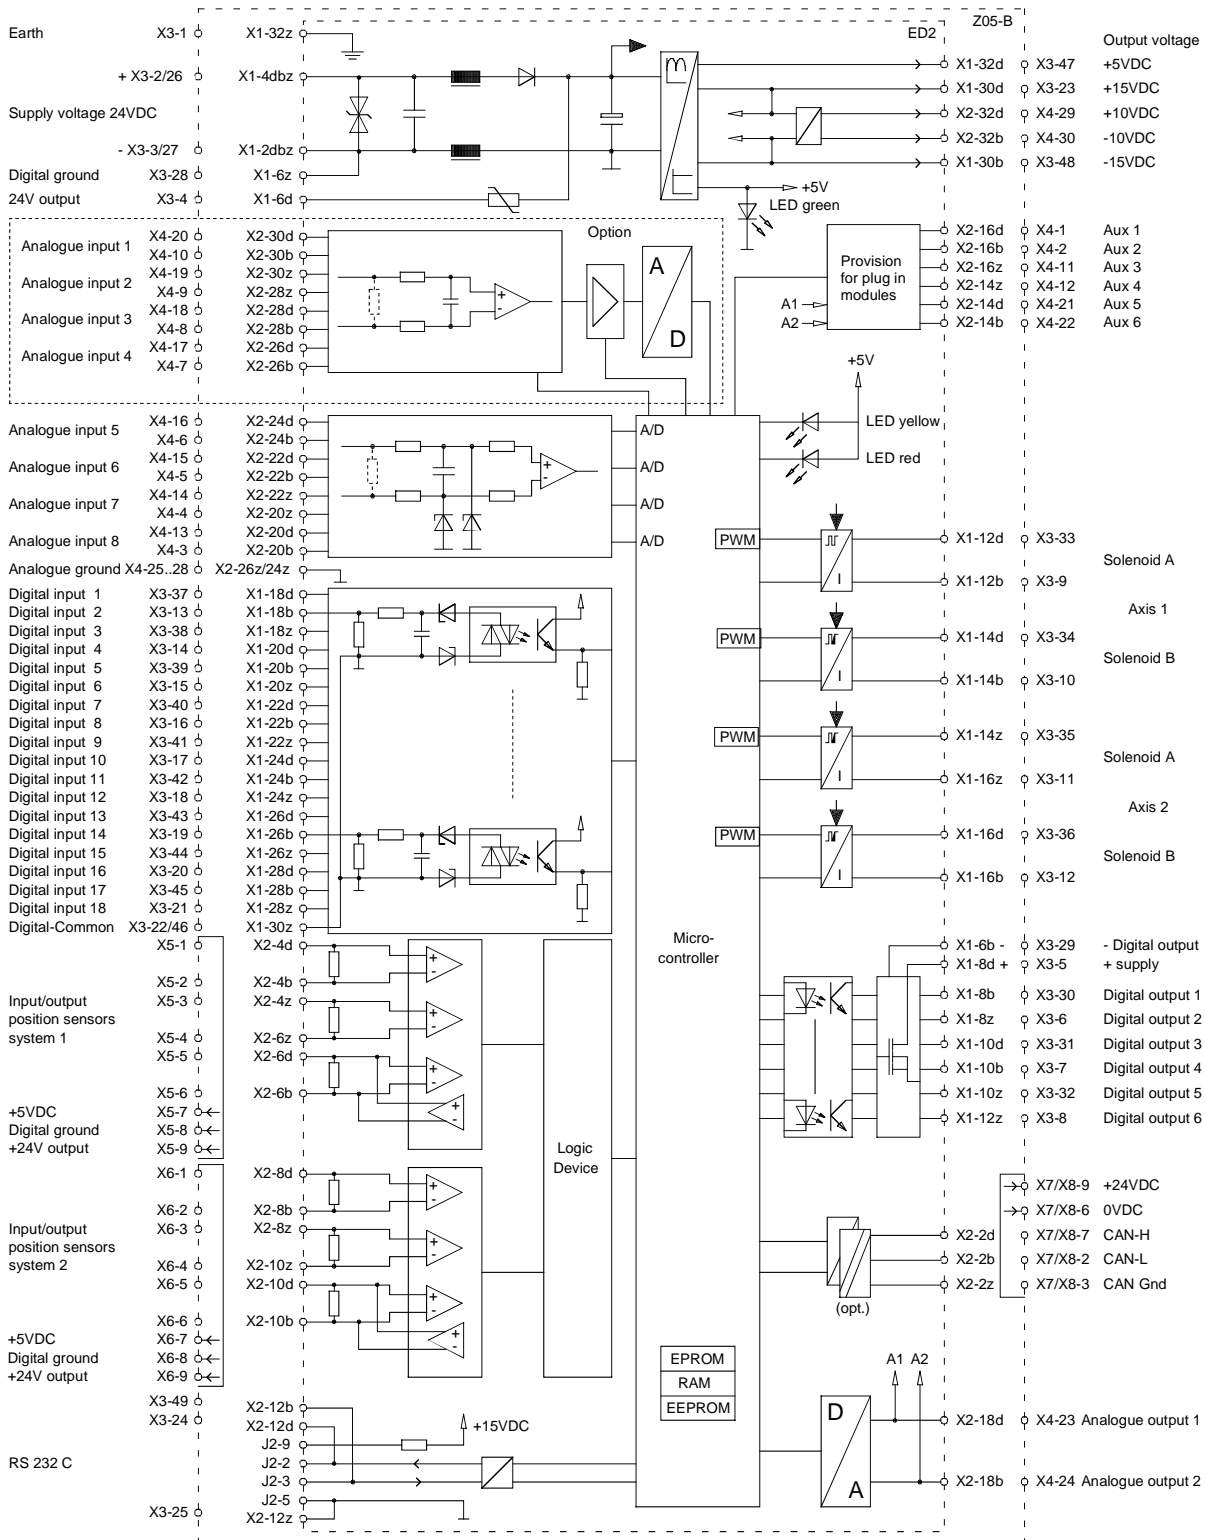 Z05-B
ED2
Earth X3-1 X1-32z
Output voltage
+ X3-2/26 X1-4dbz
X1-32d X3-47 +5VDC
X1-30d X3-23 +15VDC
Supply voltage 24VDC
X2-32d X4-29 +10VDC
X2-32b X4-30 -10VDC
- X3-3/27 X1-2dbz
X1-30b X3-48 -15VDC
Digital ground X3-28 X1-6z
+5V
24V output X3-4 X1-6d
LED green
Option
Analogue input 1 X4-20 X2-30d
X4-10 X2-30b
Analogue input 2 X4-19 X2-30z
X4-9 X2-28z
Analogue input 3 X4-18 X2-28d
X4-8 X2-28b
Analogue input 4 X4-17 X2-26d
X4-7 X2-26b
+
-
A
D
Provision
for plug in
modules
A1
A2
X2-16d X4-1 Aux 1
X2-16b X4-2 Aux 2
X2-16z X4-11 Aux 3
X2-14z X4-12 Aux 4
X2-14d X4-21 Aux 5
X2-14b X4-22 Aux 6
+5V
LED yellow
LED red
Analogue input 5 X4-16 X2-24d
X4-6 X2-24b
Analogue input 6 X4-15 X2-22d
X4-5 X2-22b
Analogue input 7 X4-14 X2-22z
X4-4 X2-20z
Analogue input 8 X4-13 X2-20d
X4-3 X2-20b
+
-
A/D
A/D
A/D
A/D
Analogue ground X4-25..28 X2-26z/24z
Digital input 1 X3-37 X1-18d
Digital input 2 X3-13 X1-18b
Digital input 3 X3-38 X1-18z
Digital input 4 X3-14 X1-20d
Digital input 5 X3-39 X1-20b
Digital input 6 X3-15 X1-20z
Digital input 7 X3-40 X1-22d
Digital input 8 X3-16 X1-22b
Digital input 9 X3-41 X1-22z
Digital input 10 X3-17 X1-24d
Digital input 11 X3-42 X1-24b
Digital input 12 X3-18 X1-24z
Digital input 13 X3-43 X1-26d
Digital input 14 X3-19 X1-26b
Digital input 15 X3-44 X1-26z
Digital input 16 X3-20 X1-28d
Digital input 17 X3-45 X1-28b
Digital input 18 X3-21 X1-28z
Digital-Common X3-22/46 X1-30z
PWM
I
X1-12d X3-33
Solenoid A
X1-12b X3-9
Axis 1
PWM
I
X1-14d X3-34
Solenoid B
X1-14b X3-10
PWM
I
X1-14z X3-35
Solenoid A
X1-16z X3-11
Axis 2
PWM
I
X1-16d X3-36
Solenoid B
X1-16b X3-12
Micro-
controller
X5-1 X2-4d
X5-2 X2-4b
X5-3 X2-4z
Input/output
position sensors
system 1
X5-4 X2-6z
X5-5 X2-6d
X5-6 X2-6b
+5VDC X5-7
Digital ground X5-8
+24V output X5-9
+
-
+
-
+
-
+
-
Logic
Device
X1-6b - X3-29 - Digital output
X1-8d + X3-5 + supply
X1-8b X3-30 Digital output 1
X1-8z X3-6 Digital output 2
X1-10d X3-31 Digital output 3
X1-10b X3-7 Digital output 4
X1-10z X3-32 Digital output 5
X1-12z X3-8 Digital output 6
X6-1 X2-8d
X6-2 X2-8b
X6-3 X2-8z
Input/output
position sensors
system 2
X6-4 X2-10z
X6-5 X2-10d
X6-6 X2-10b
+5VDC X6-7
Digital ground X6-8
+24V output X6-9
+
-
+
-
+
-
+
-
X7/X8-9 +24VDC
X7/X8-6 0VDC
X2-2d X7/X8-7 CAN-H
X2-2b X7/X8-2 CAN-L
X2-2z X7/X8-3 CAN Gnd
(opt.)
EPROM
RAM
EEPROM
X3-49 X2-12b
X3-24 X2-12d
+15VDC
J2-9
RS 232 C J2-2
J2-3
J2-5
X3-25 X2-12z
A1 A2
D
A
X2-18d X4-23 Analogue output 1
X2-18b X4-24 Analogue output 2